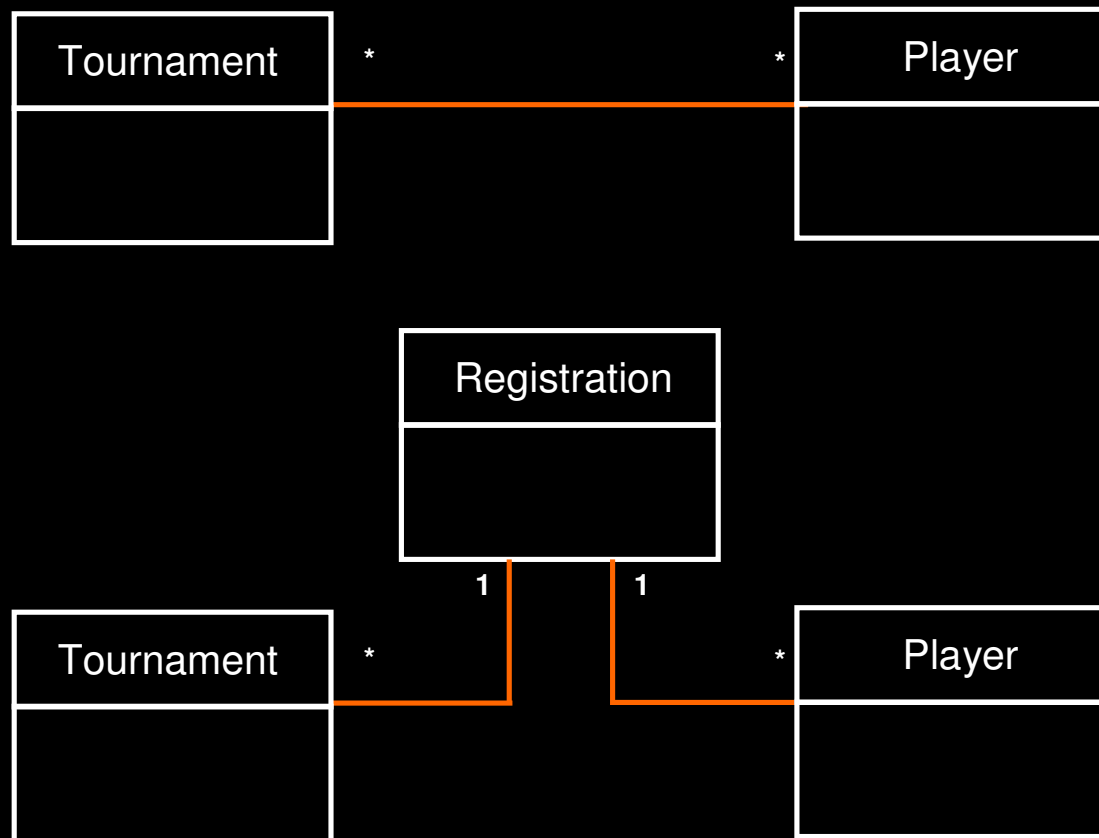 Tournament * * Player
Registration
1 1
Tournament * * Player